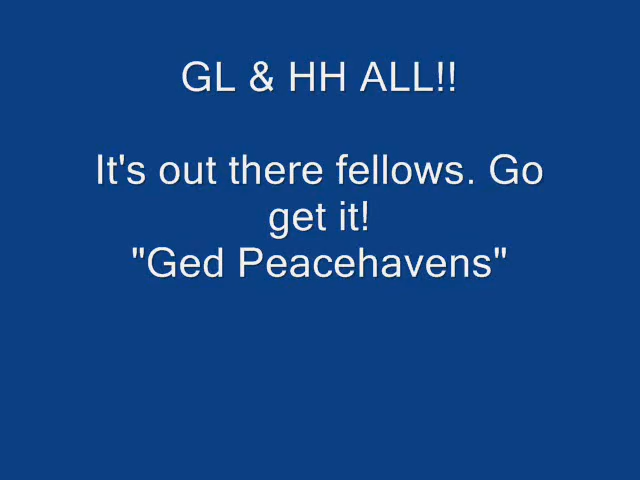 GL & HH ALL!!
It's out there fellows. Go
get it!
"Ged Peacehavens"